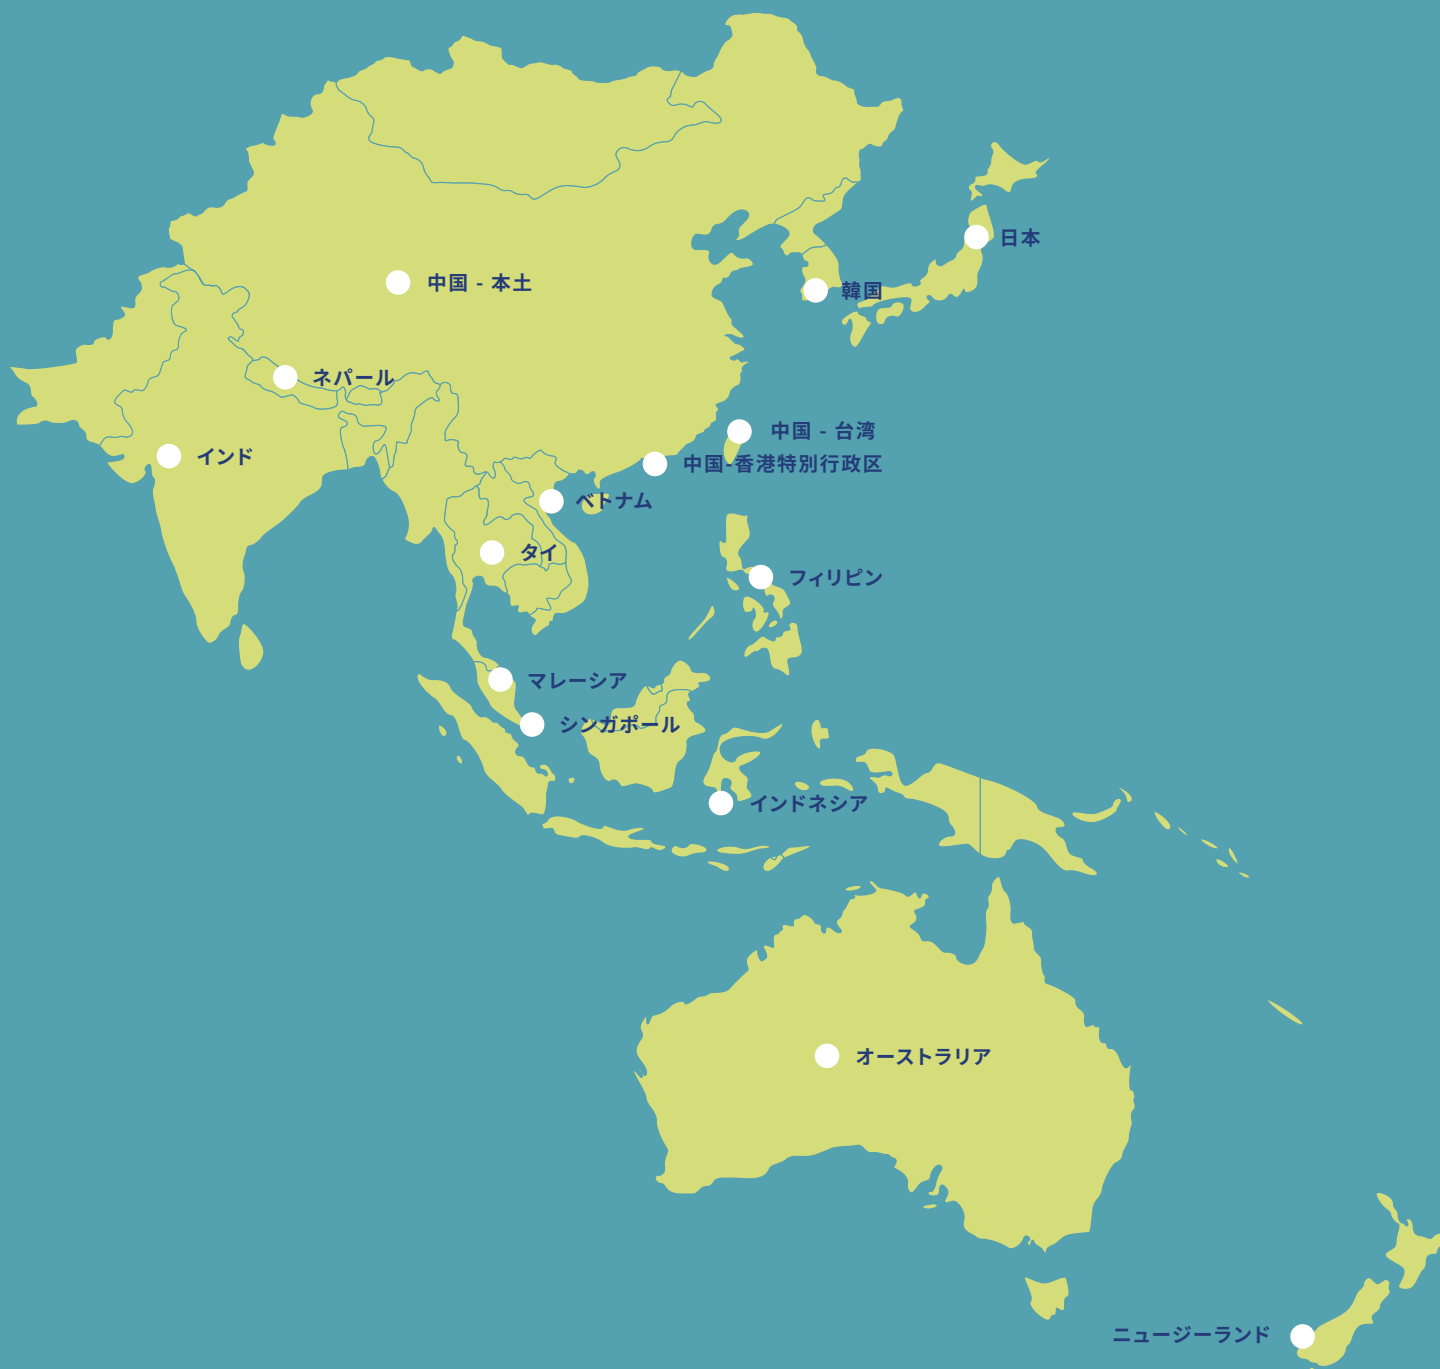 日本
中国 - 本土
韓国
ネパール
中国 - 台湾
インド
中国-香港特別行政区
ベトナム
タイ
フィリピン
マレーシア
シンガポール
インドネシア
オーストラリア
ニュージーランド